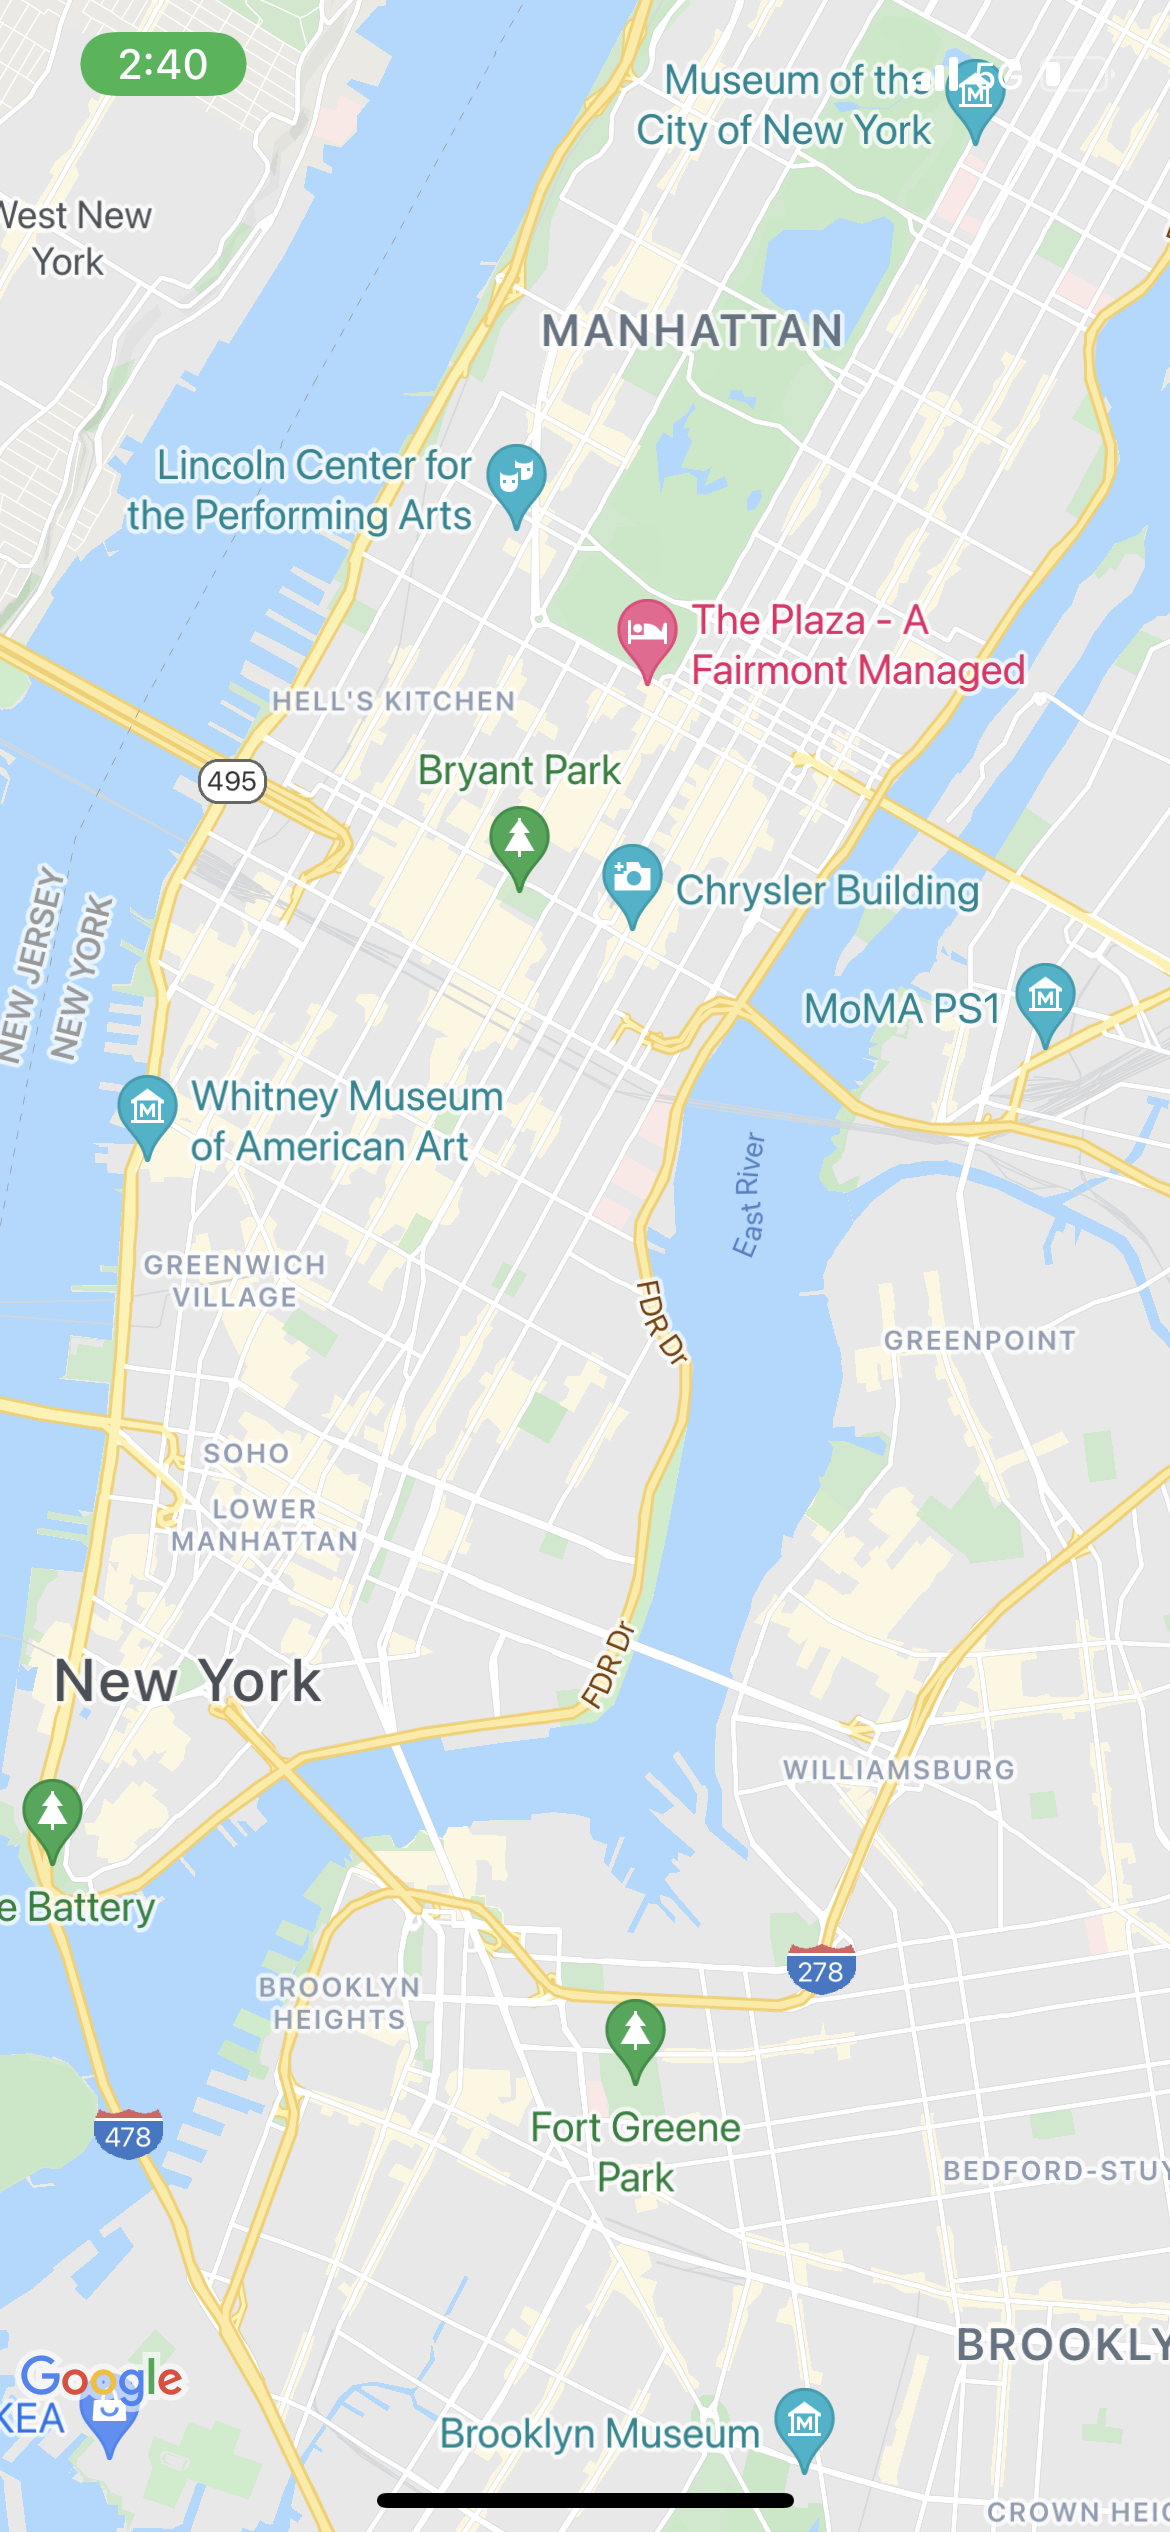 2:40
5G
Museum of the
City of New York
West New
York
MANHATTAN
Lincoln Center for
the Performing Arts
The Plaza - A
Fairmont Managed
HELL'S KITCHEN
Bryant Park
495
Chrysler Building
NEW JERSEY
NEW YORK
MoMA PS1
Whitney Museum
of American Art
East River
GREENWICH
VILLAGE
FDR Dr
GREENPOINT
SOHO
LOWER
MANHATTAN
FDR Dr
New York
WILLIAMSBURG
e Battery
278
BROOKLYN
HEIGHTS
478
Fort Greene
Park
BEDFORD-STUY
BROOKLY
Google
KEA
Brooklyn Museum
CROWN HEIG